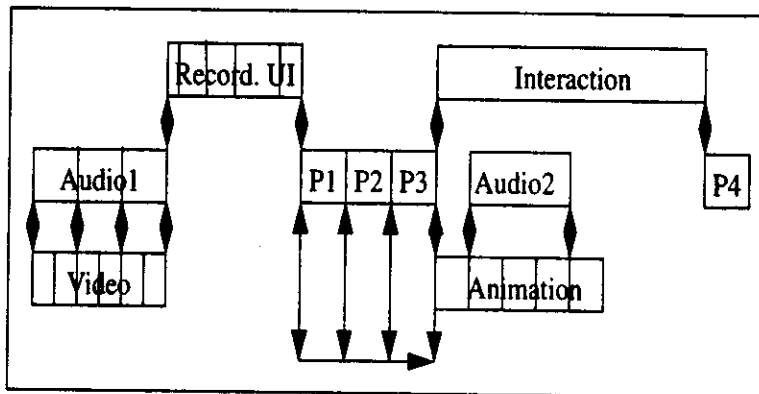 Record. UI
Interaction
Audio1
P1 P2 P3
Audio2
P4
Video
Animation